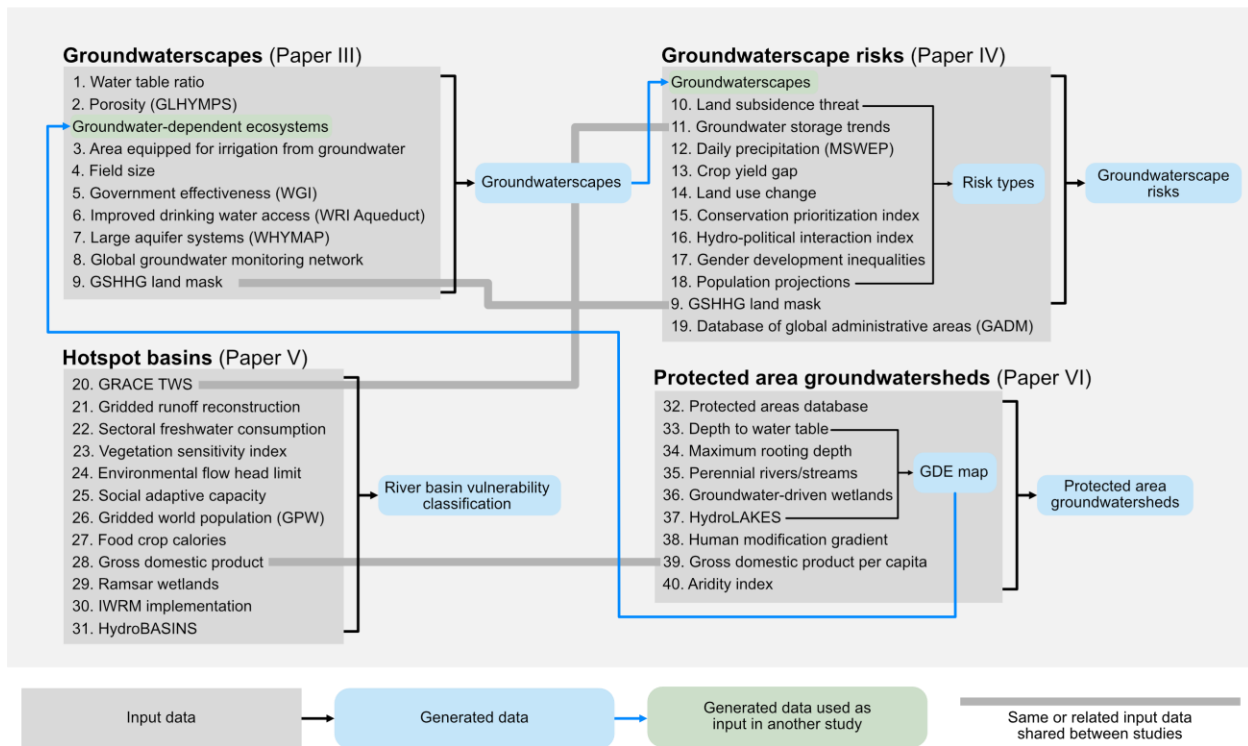 Groundwaterscapes (Paper III)
1. Water table ratio
2. Porosity (GLHYMPS)
Groundwater-dependent ecosystems
3. Area equipped for irrigation from groundwater
4. Field size
5. Government effectiveness (WGI)
6. Improved drinking water access (WRI Aqueduct)
7. Large aquifer systems (WHYMAP)
8. Global groundwater monitoring network
9. GSHHG land mask
Groundwaterscapes
Groundwaterscape risks (Paper IV)
Groundwaterscapes
10. Land subsidence threat
11. Groundwater storage trends
12. Daily precipitation (MSWEP)
13. Crop yield gap
14. Land use change
15. Conservation prioritization index
16. Hydro-political interaction index
17. Gender development inequalities
18. Population projections
9. GSHHG land mask
19. Database of global administrative areas (GADM)
Risk types
Groundwaterscape
risks
Hotspot basins (Paper V)
20. GRACE TWS
21. Gridded runoff reconstruction
22. Sectoral freshwater consumption
23. Vegetation sensitivity index
24. Environmental flow head limit
25. Social adaptive capacity
26. Gridded world population (GPW)
27. Food crop calories
28. Gross domestic product
29. Ramsar wetlands
30. IWRM implementation
31. HydroBASINS
River basin vulnerability
classification
Protected area groundwatersheds (Paper VI)
32. Protected areas database
33. Depth to water table
34. Maximum rooting depth
35. Perennial rivers/streams
36. Groundwater-driven wetlands
37. HydroLAKES
38. Human modification gradient
39. Gross domestic product per capita
40. Aridity index
GDE map
Protected area
groundwatersheds
Input data
Generated data
Generated data used as
input in another study
Same or related input data
shared between studies